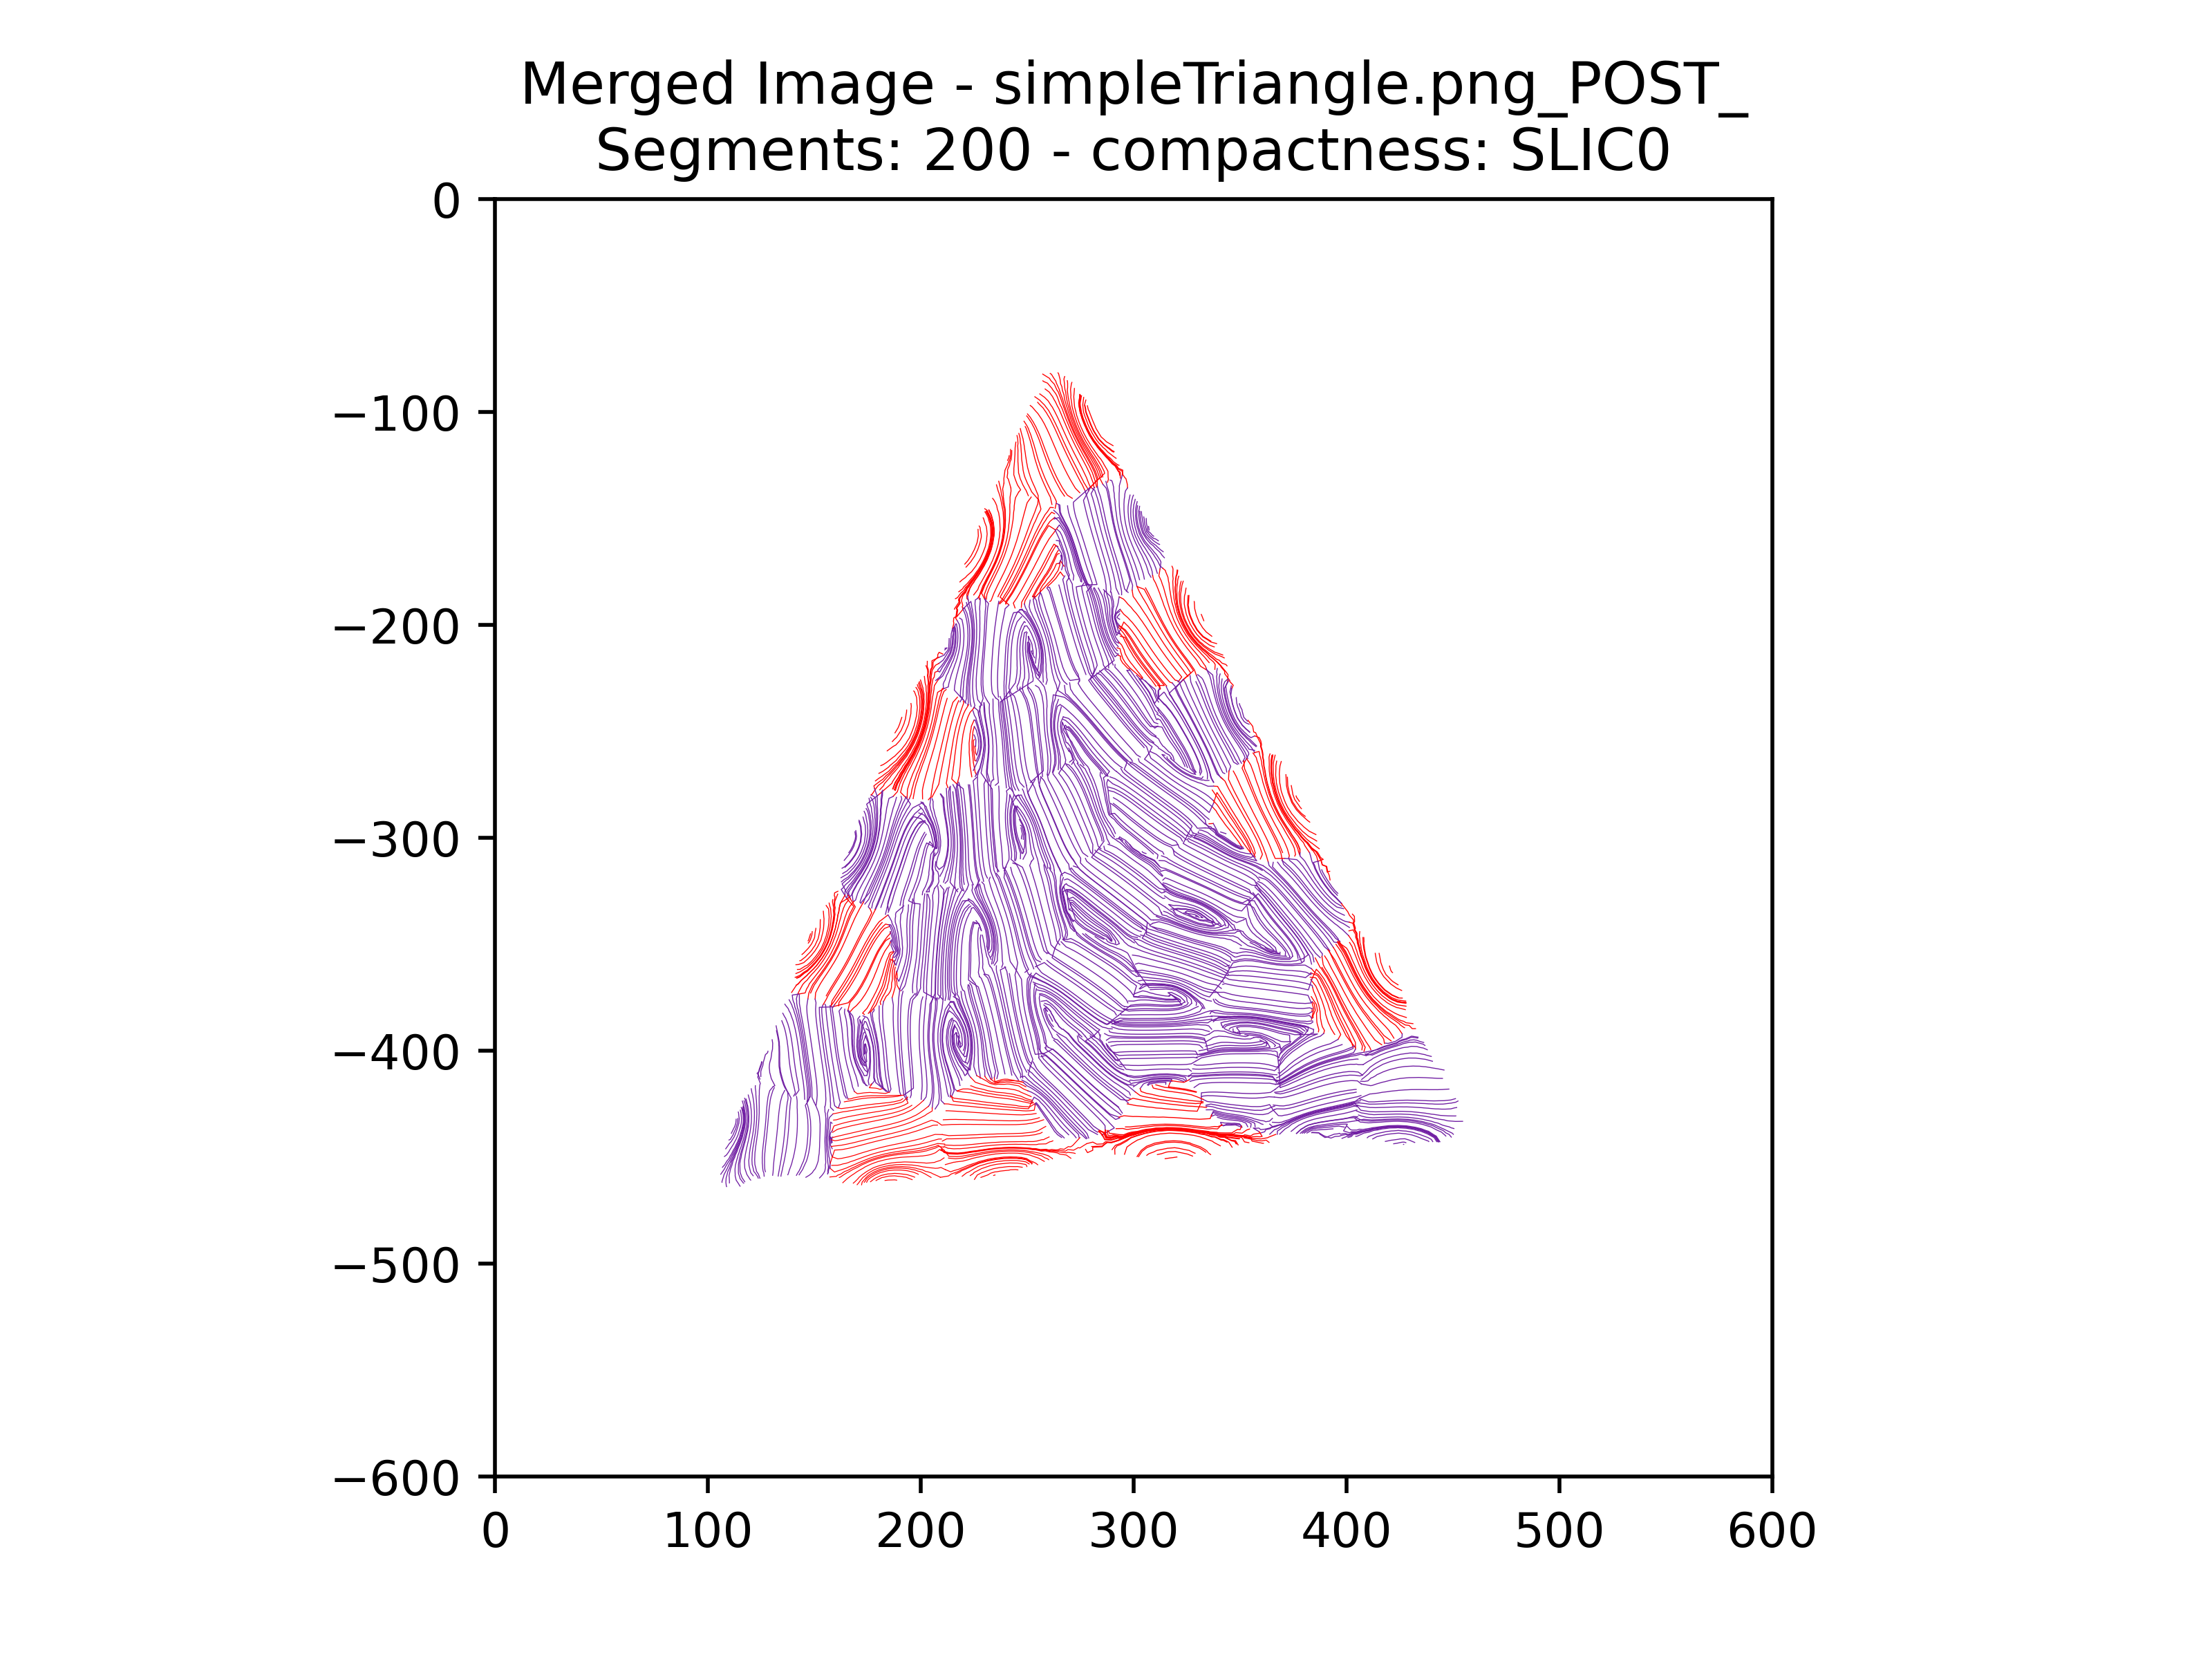 Merged Image - simpleTriangle.png_POST_
Segments: 200 - compactness: SLIC0
0
−100
−200
−300
−400
−500
−600
0 100 200 300 400 500 600